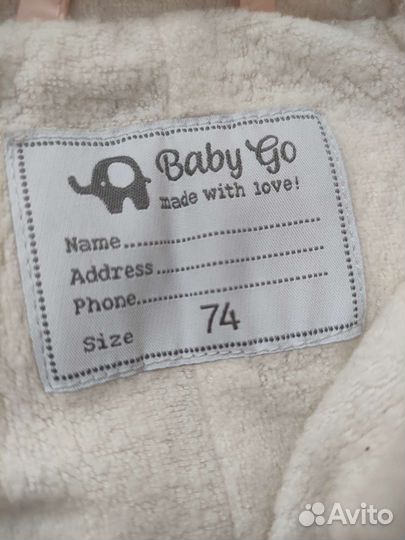 Baby Go
made with love!
Name..............................
Address..........................
Phone............................
Size 74
Avito